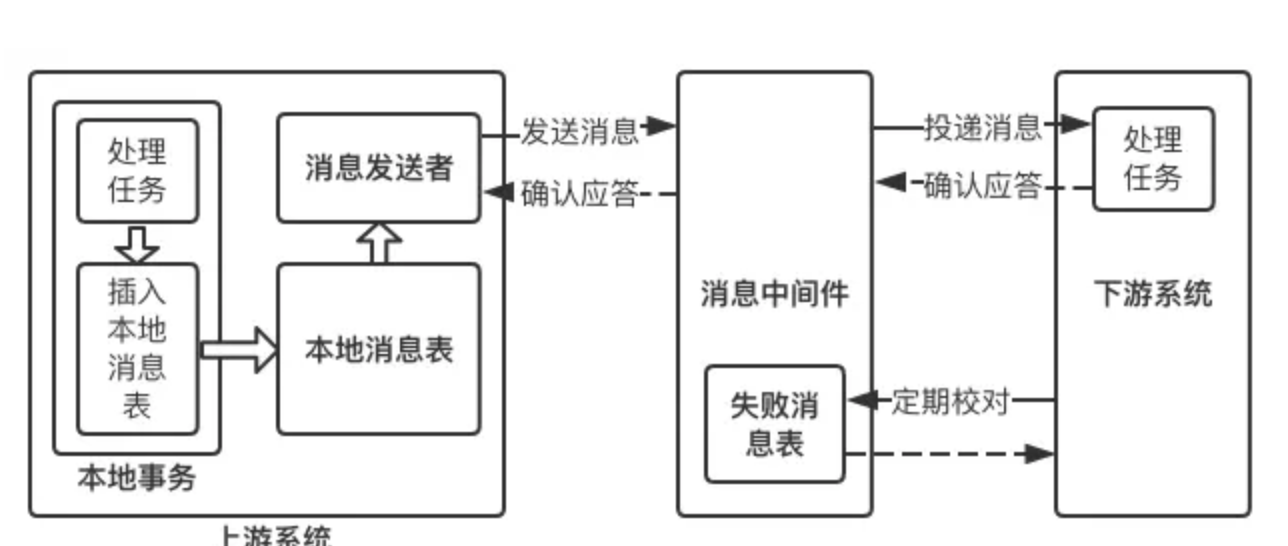 处理
任务
插入
本地
消息
表
本地事务
消息发送者
本地消息表
上游系统
发送消息
确认应答
消息中间件
失败消
息表
投递消息
确认应答
定期校对
处理
任务
下游系统